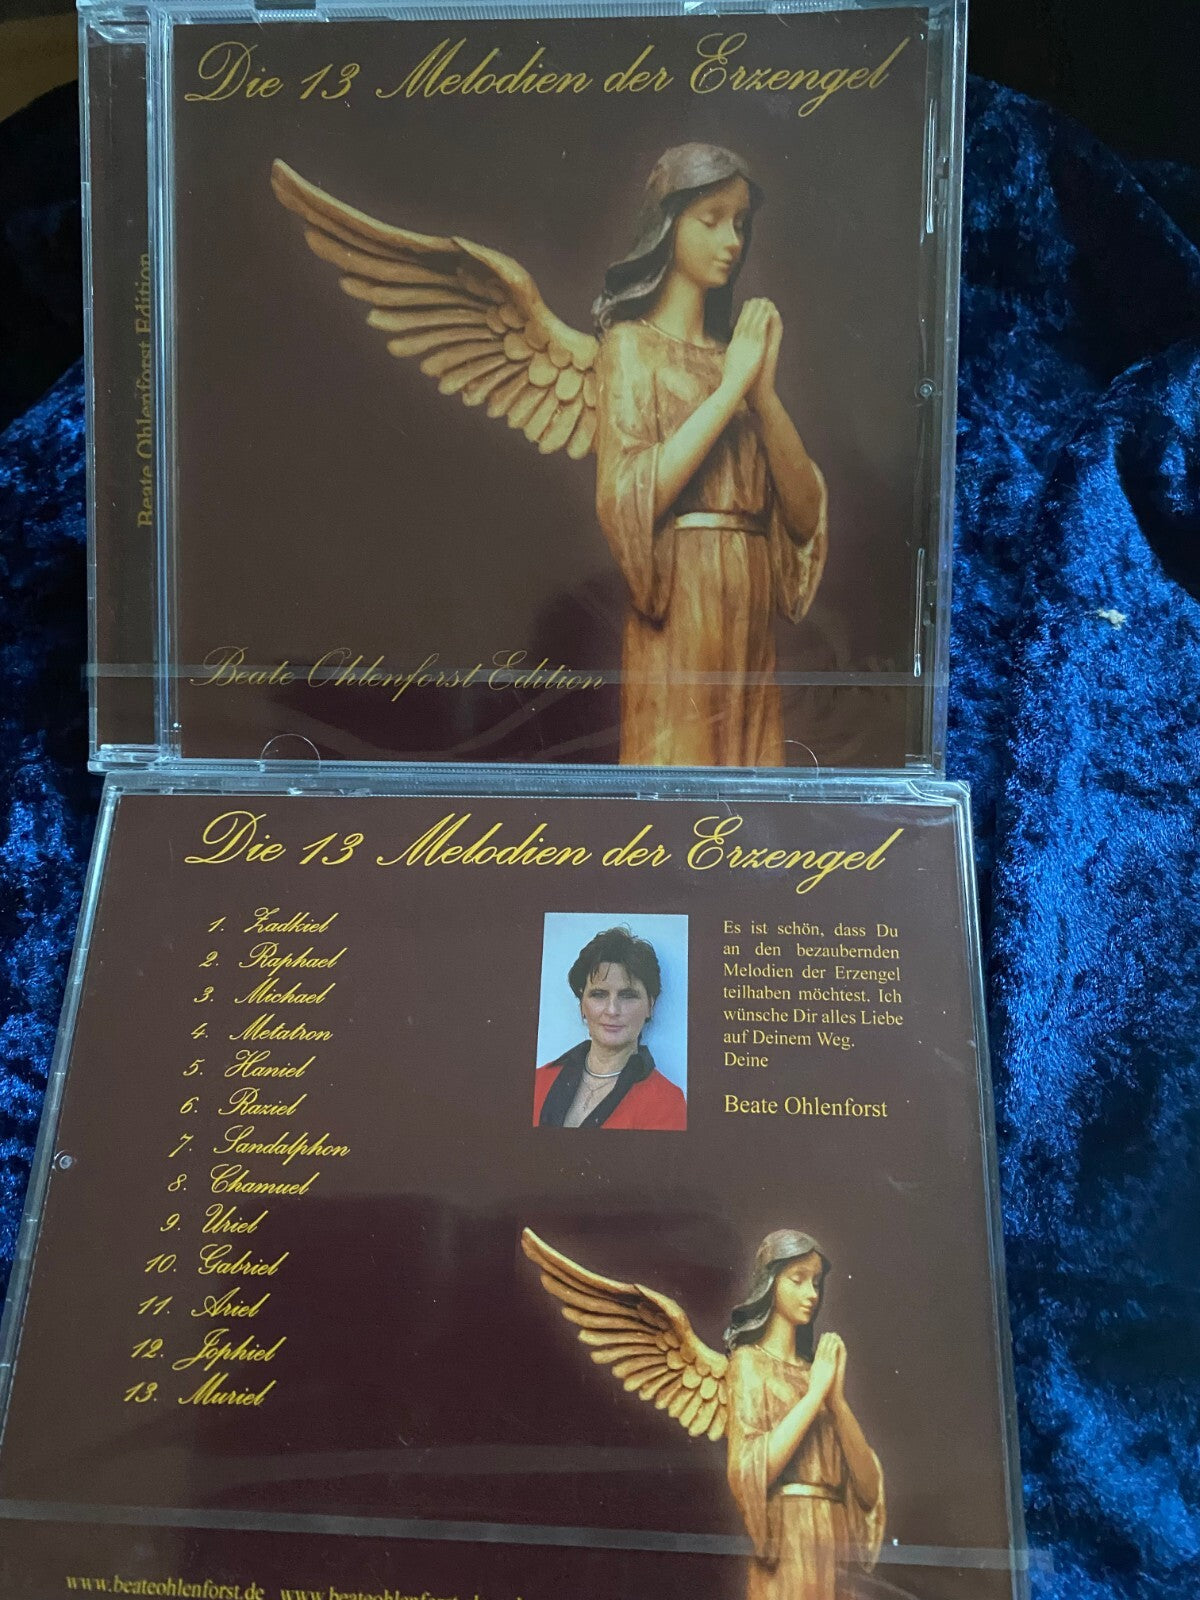 Die 13 Melodien der Erzengel
Beate Ohlenforst Edition
Beate Ohlenforst Edition
Die 13 Melodien der Erzengel
1. Zadkiel
2. Raphael
3. Michael
4. Metatron
5. Haniel
6. Raziel
7. Sandalphon
8. Chamuel
9. Uriel
10. Gabriel
11. Ariel
12. Jophiel
13. Muriel
Es ist schön, dass Du
an den bezaubernden
Melodien der Erzengel
teilhaben möchtest. Ich
wünsche Dir alles Liebe
auf Deinem Weg.
Deine
Beate Ohlenforst
www.beateohlenforst.de